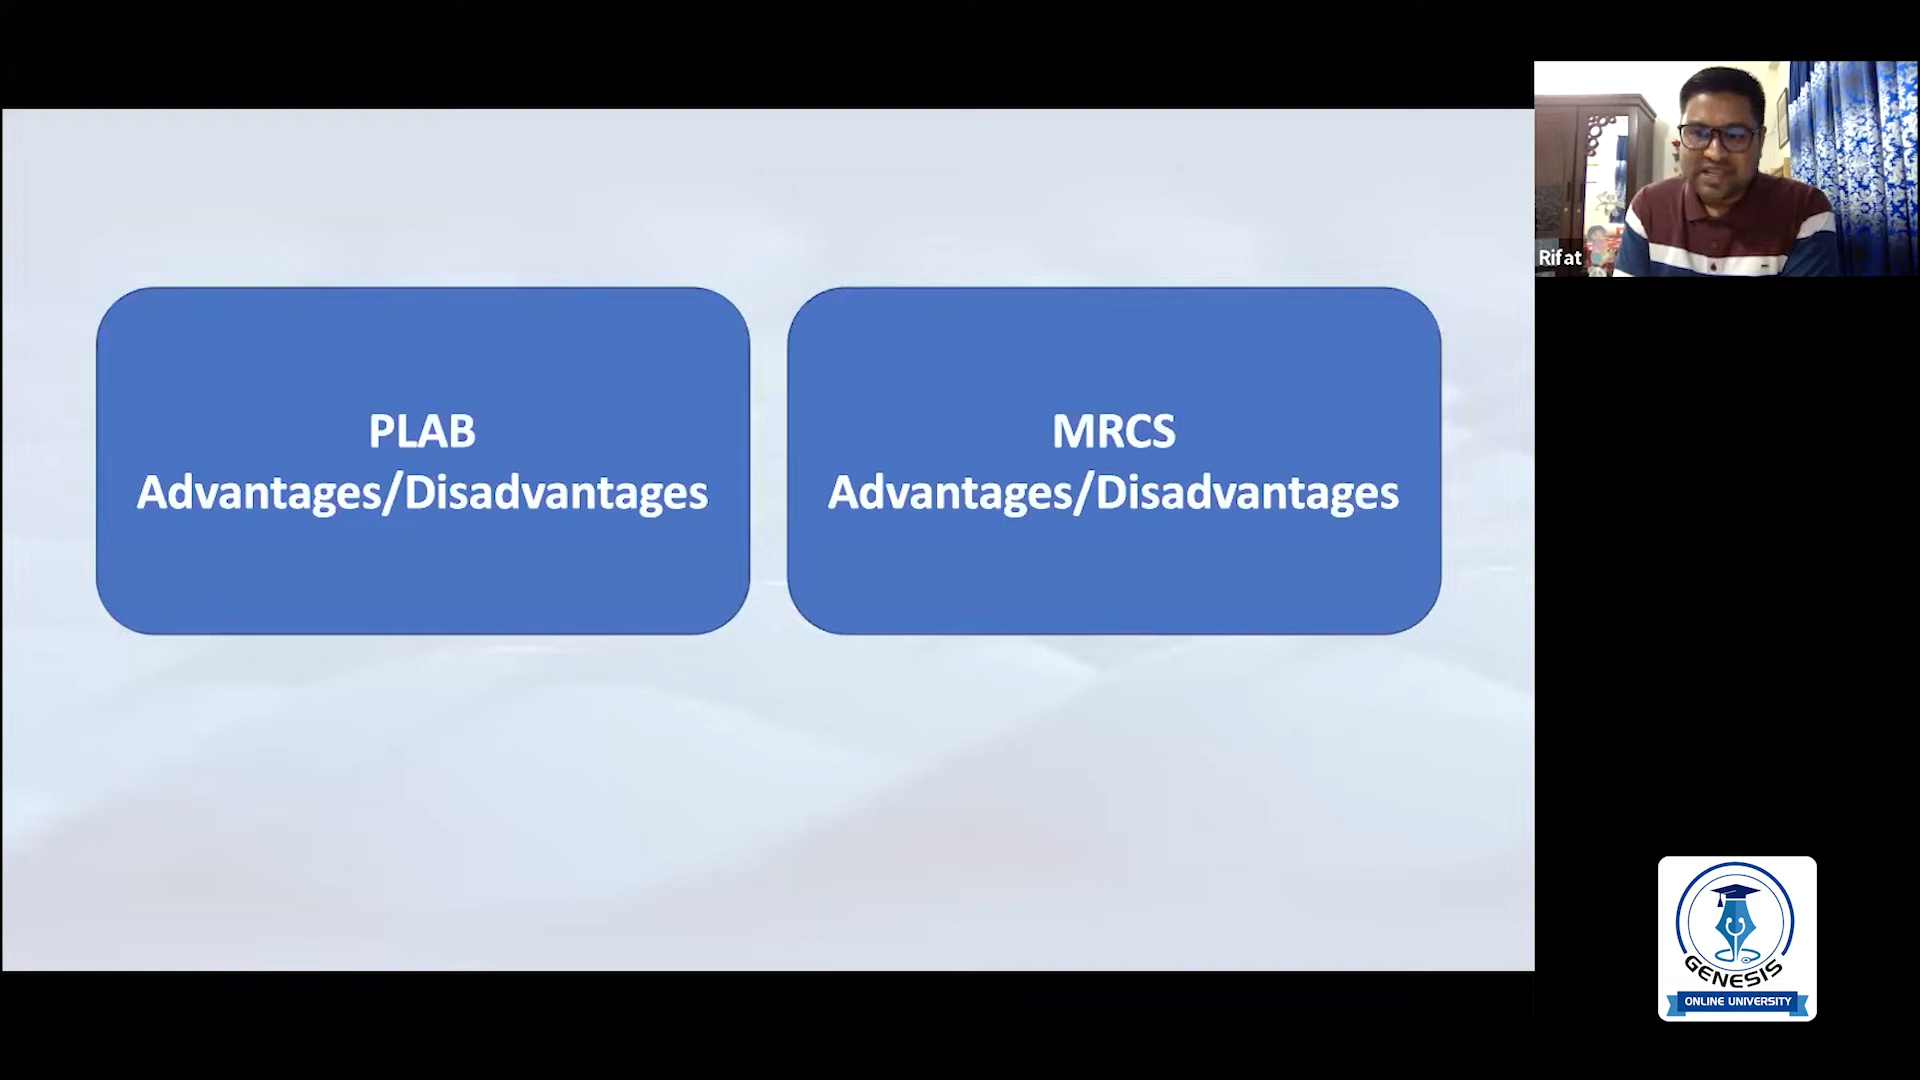 PLAB
Advantages/Disadvantages
MRCS
Advantages/Disadvantages
Rifat
GENESIS
ONLINE UNIVERSITY